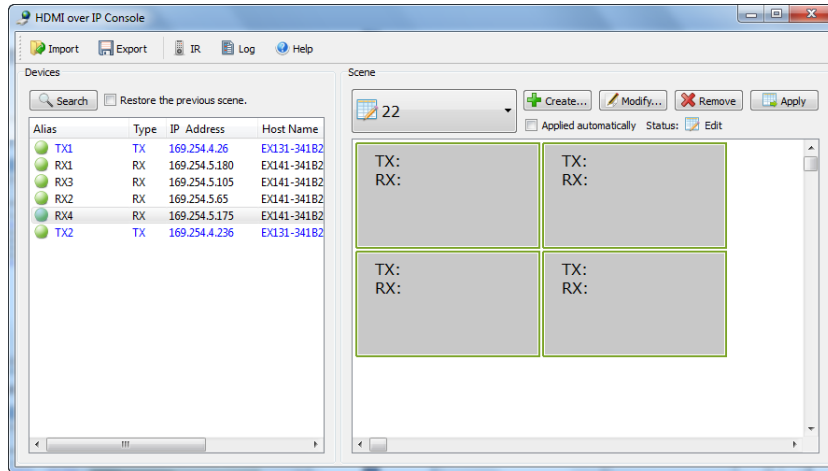 HDMI over IP Console
Import Export IR Log Help
Devices
Search Restore the previous scene.
Alias Type IP Address Host Name
TX1 TX 169.254.4.26 EX131-341B2
RX1 RX 169.254.5.180 EX141-341B2
RX3 RX 169.254.5.105 EX141-341B2
RX2 RX 169.254.5.65 EX141-341B2
RX4 RX 169.254.5.175 EX141-341B2
TX2 TX 169.254.4.236 EX131-341B2
Scene
22 Create... Modify... Remove Apply
Applied automatically Status: Edit
TX: TX:
RX: RX:
TX: TX:
RX: RX: